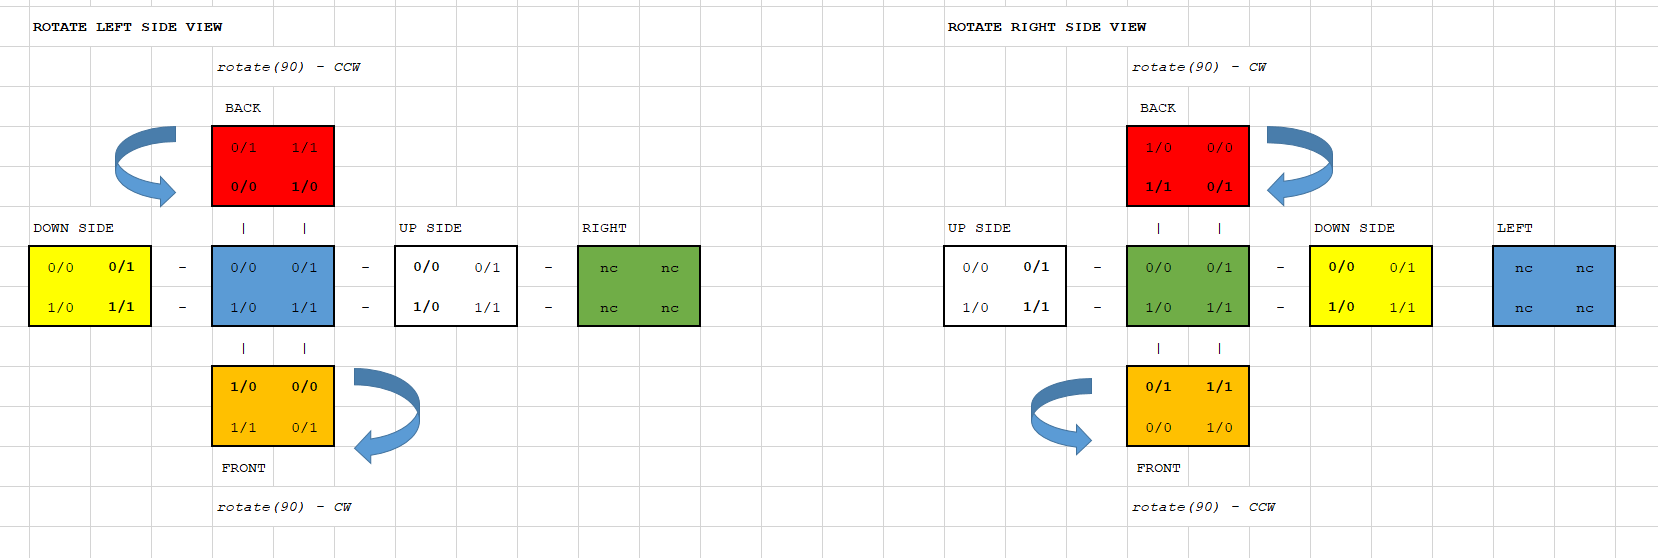 ROTATE LEFT SIDE VIEW ROTATE RIGHT SIDE VIEW
rotate(90) - CCW rotate(90) - CW
BACK BACK
0/1 1/1 1/0 0/0
0/0 1/0 1/1 0/1
| | | |
DOWN SIDE UP SIDE RIGHT UP SIDE DOWN SIDE LEFT
0/0 0/1 - 0/0 0/1 - 0/0 0/1 - nc nc 0/0 0/1 - 0/0 0/1 - 0/0 0/1 nc nc
1/0 1/1 - 1/0 1/1 - 1/0 1/1 - nc nc 1/0 1/1 - 1/0 1/1 - 1/0 1/1 nc nc
| | | |
1/0 0/0 0/1 1/1
1/1 0/1 0/0 1/0
FRONT FRONT
rotate(90) - CW rotate(90) - CCW